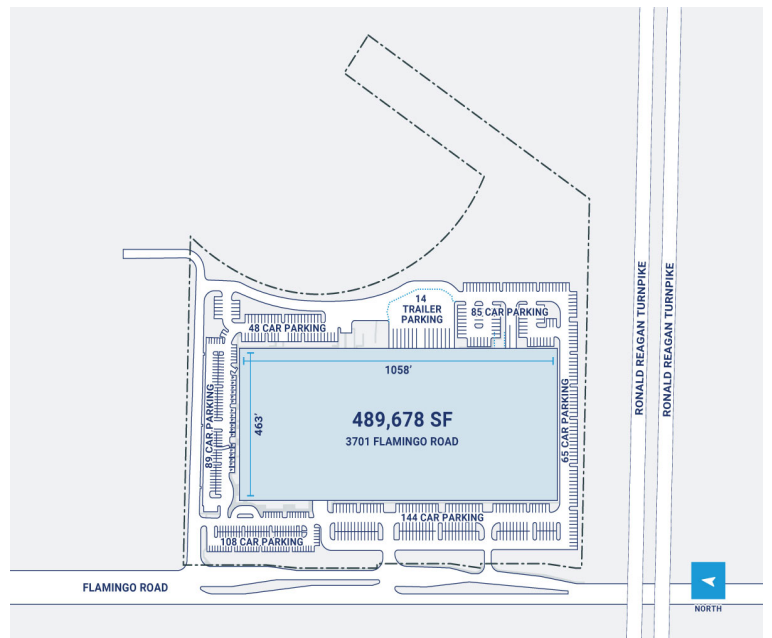 14
TRAILER
PARKING
85 CAR PARKING
48 CAR PARKING
1058'
463'
489,678 SF
3701 FLAMINGO ROAD
89 CAR PARKING
65 CAR PARKING
144 CAR PARKING
108 CAR PARKING
RONALD REAGAN TURNPIKE
RONALD REAGAN TURNPIKE
FLAMINGO ROAD
NORTH